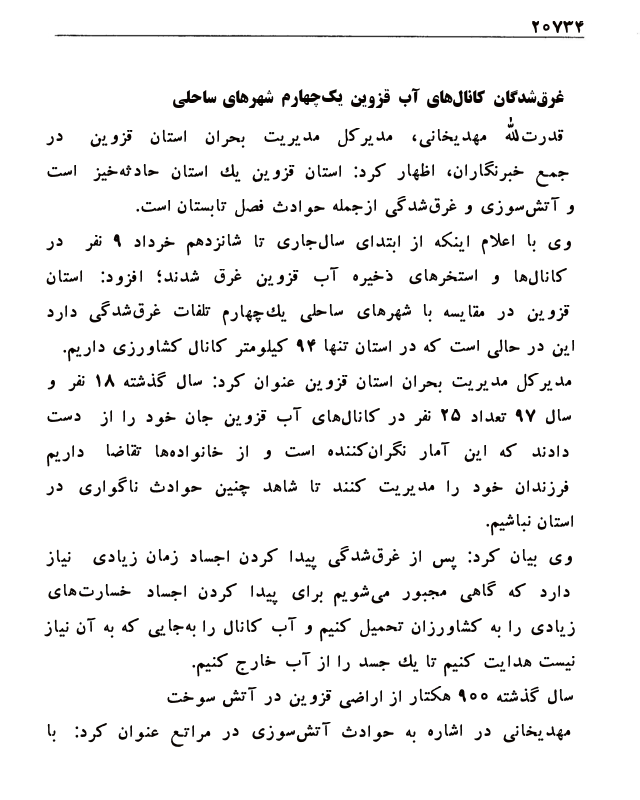 ۲۰۷۳۴
غرق‌شدگان کانال‌های آب قزوین یک‌چهارم شهرهای ساحلی
قدرت‌الله مهدیخانی، مدیرکل مدیریت بحران استان قزوین در
جمع خبرنگاران، اظهار کرد: استان قزوین یك استان حادثه‌خیز است
و آتش‌سوزی و غرق‌شدگی ازجمله حوادث فصل تابستان است.
وی با اعلام اینکه از ابتدای سال‌جاری تا شانزدهم خرداد ۹ نفر در
کانال‌ها و استخرهای ذخیره آب قزوین غرق شدند؛ افزود: استان
قزوین در مقایسه با شهرهای ساحلی یك‌چهارم تلفات غرق‌شدگی دارد
این در حالی است که در استان تنها ۹۴ کیلومتر کانال کشاورزی داریم.
مدیرکل مدیریت بحران استان قزوین عنوان کرد: سال گذشته ۱۸ نفر و
سال ۹۷ تعداد ۲۵ نفر در کانال‌های آب قزوین جان خود را از دست
دادند که این آمار نگران‌کننده است و از خانواده‌ها تقاضا داریم
فرزندان خود را مدیریت کنند تا شاهد چنین حوادث ناگواری در
استان نباشیم.
وی بیان کرد: پس از غرق‌شدگی پیدا کردن اجساد زمان زیادی نیاز
دارد که گاهی مجبور می‌شویم برای پیدا کردن اجساد خسارت‌های
زیادی را به کشاورزان تحمیل کنیم و آب کانال را به‌جایی که به آن نیاز
نیست هدایت کنیم تا یك جسد را از آب خارج کنیم.
سال گذشته ۹۰۰ هکتار از اراضی قزوین در آتش سوخت
مهدیخانی در اشاره به حوادث آتش‌سوزی در مراتع عنوان کرد: با